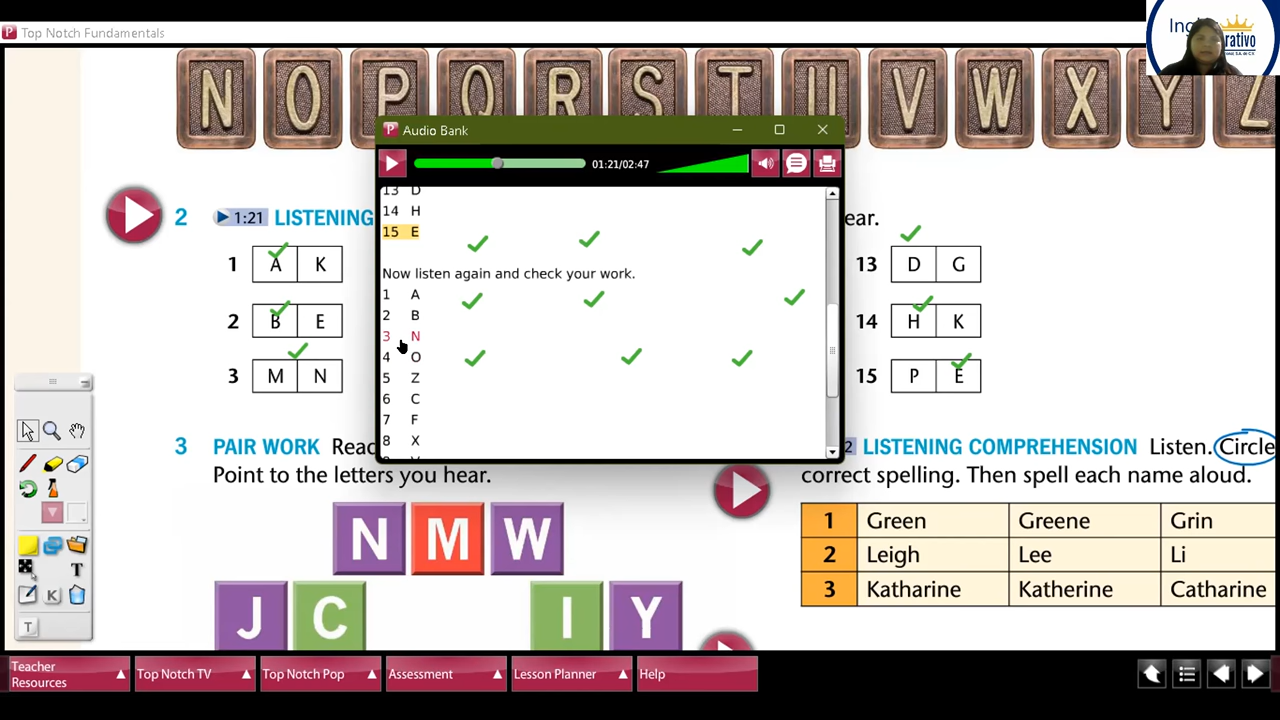 Top Notch Fundamentals
Ingl
rativo
N O P Q R S T U V W X Y Z
Audio Bank
01:21/02:47
2 1:21 LISTENING
ear.
13 D
14 H
15 E
Now listen again and check your work.
1 A
2 B
3 N
4 O
5 Z
6 C
7 F
8 X
1 A K
2 B E
3 M N
13 D G
14 H K
15 P E
3 PAIR WORK Read
Point to the letters you hear.
N M W
J C I Y
2 LISTENING COMPREHENSION Listen. Circle
correct spelling. Then spell each name aloud.
1 Green Greene Grin
2 Leigh Lee Li
3 Katharine Katherine Catharine
T
K
T
Teacher
Resources
Top Notch TV
Top Notch Pop
Assessment
Lesson Planner
Help